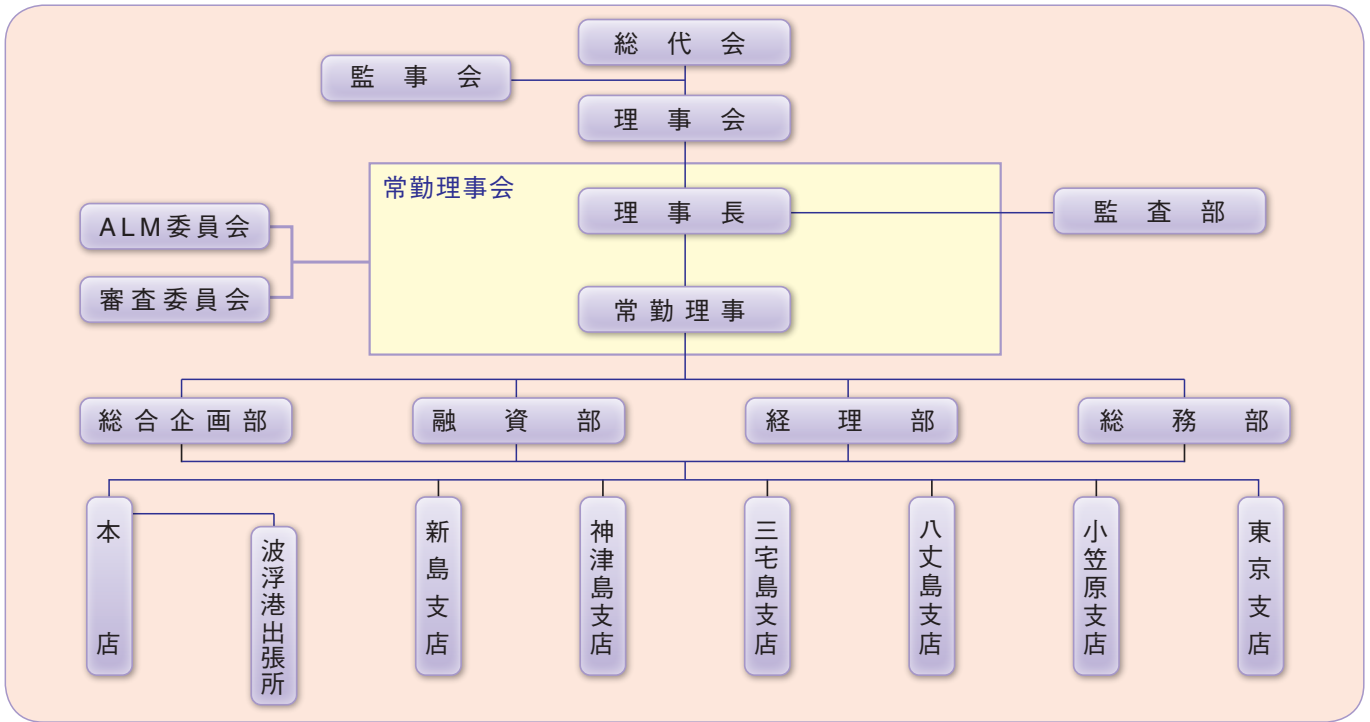 総代会
監事会
理事会
常勤理事会
理事長
監査部
ALM委員会
審査委員会
常勤理事
総合企画部
融資部
経理部
総務部
本店
波浮港出張所
新島支店
神津島支店
三宅島支店
八丈島支店
小笠原支店
東京支店